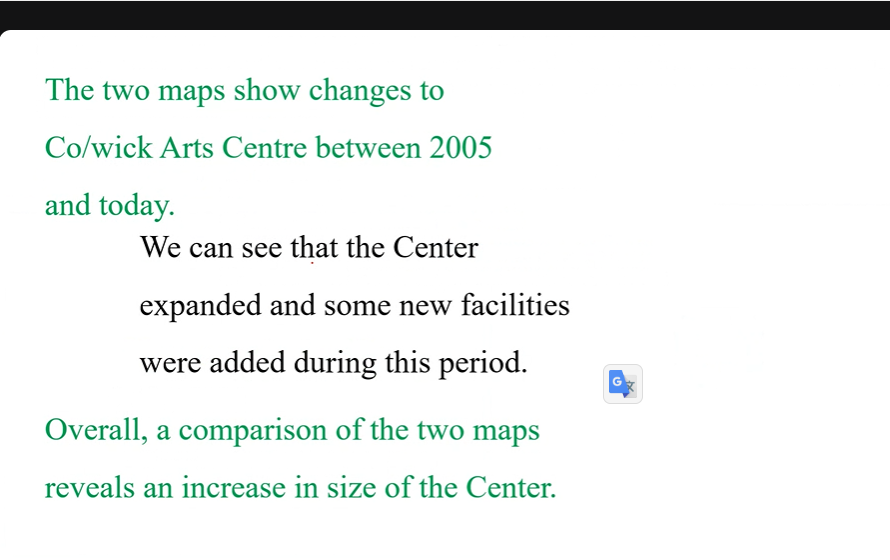 The two maps show changes to
Co/wick Arts Centre between 2005
and today.
We can see that the Center
expanded and some new facilities
were added during this period.
Overall, a comparison of the two maps
reveals an increase in size of the Center.